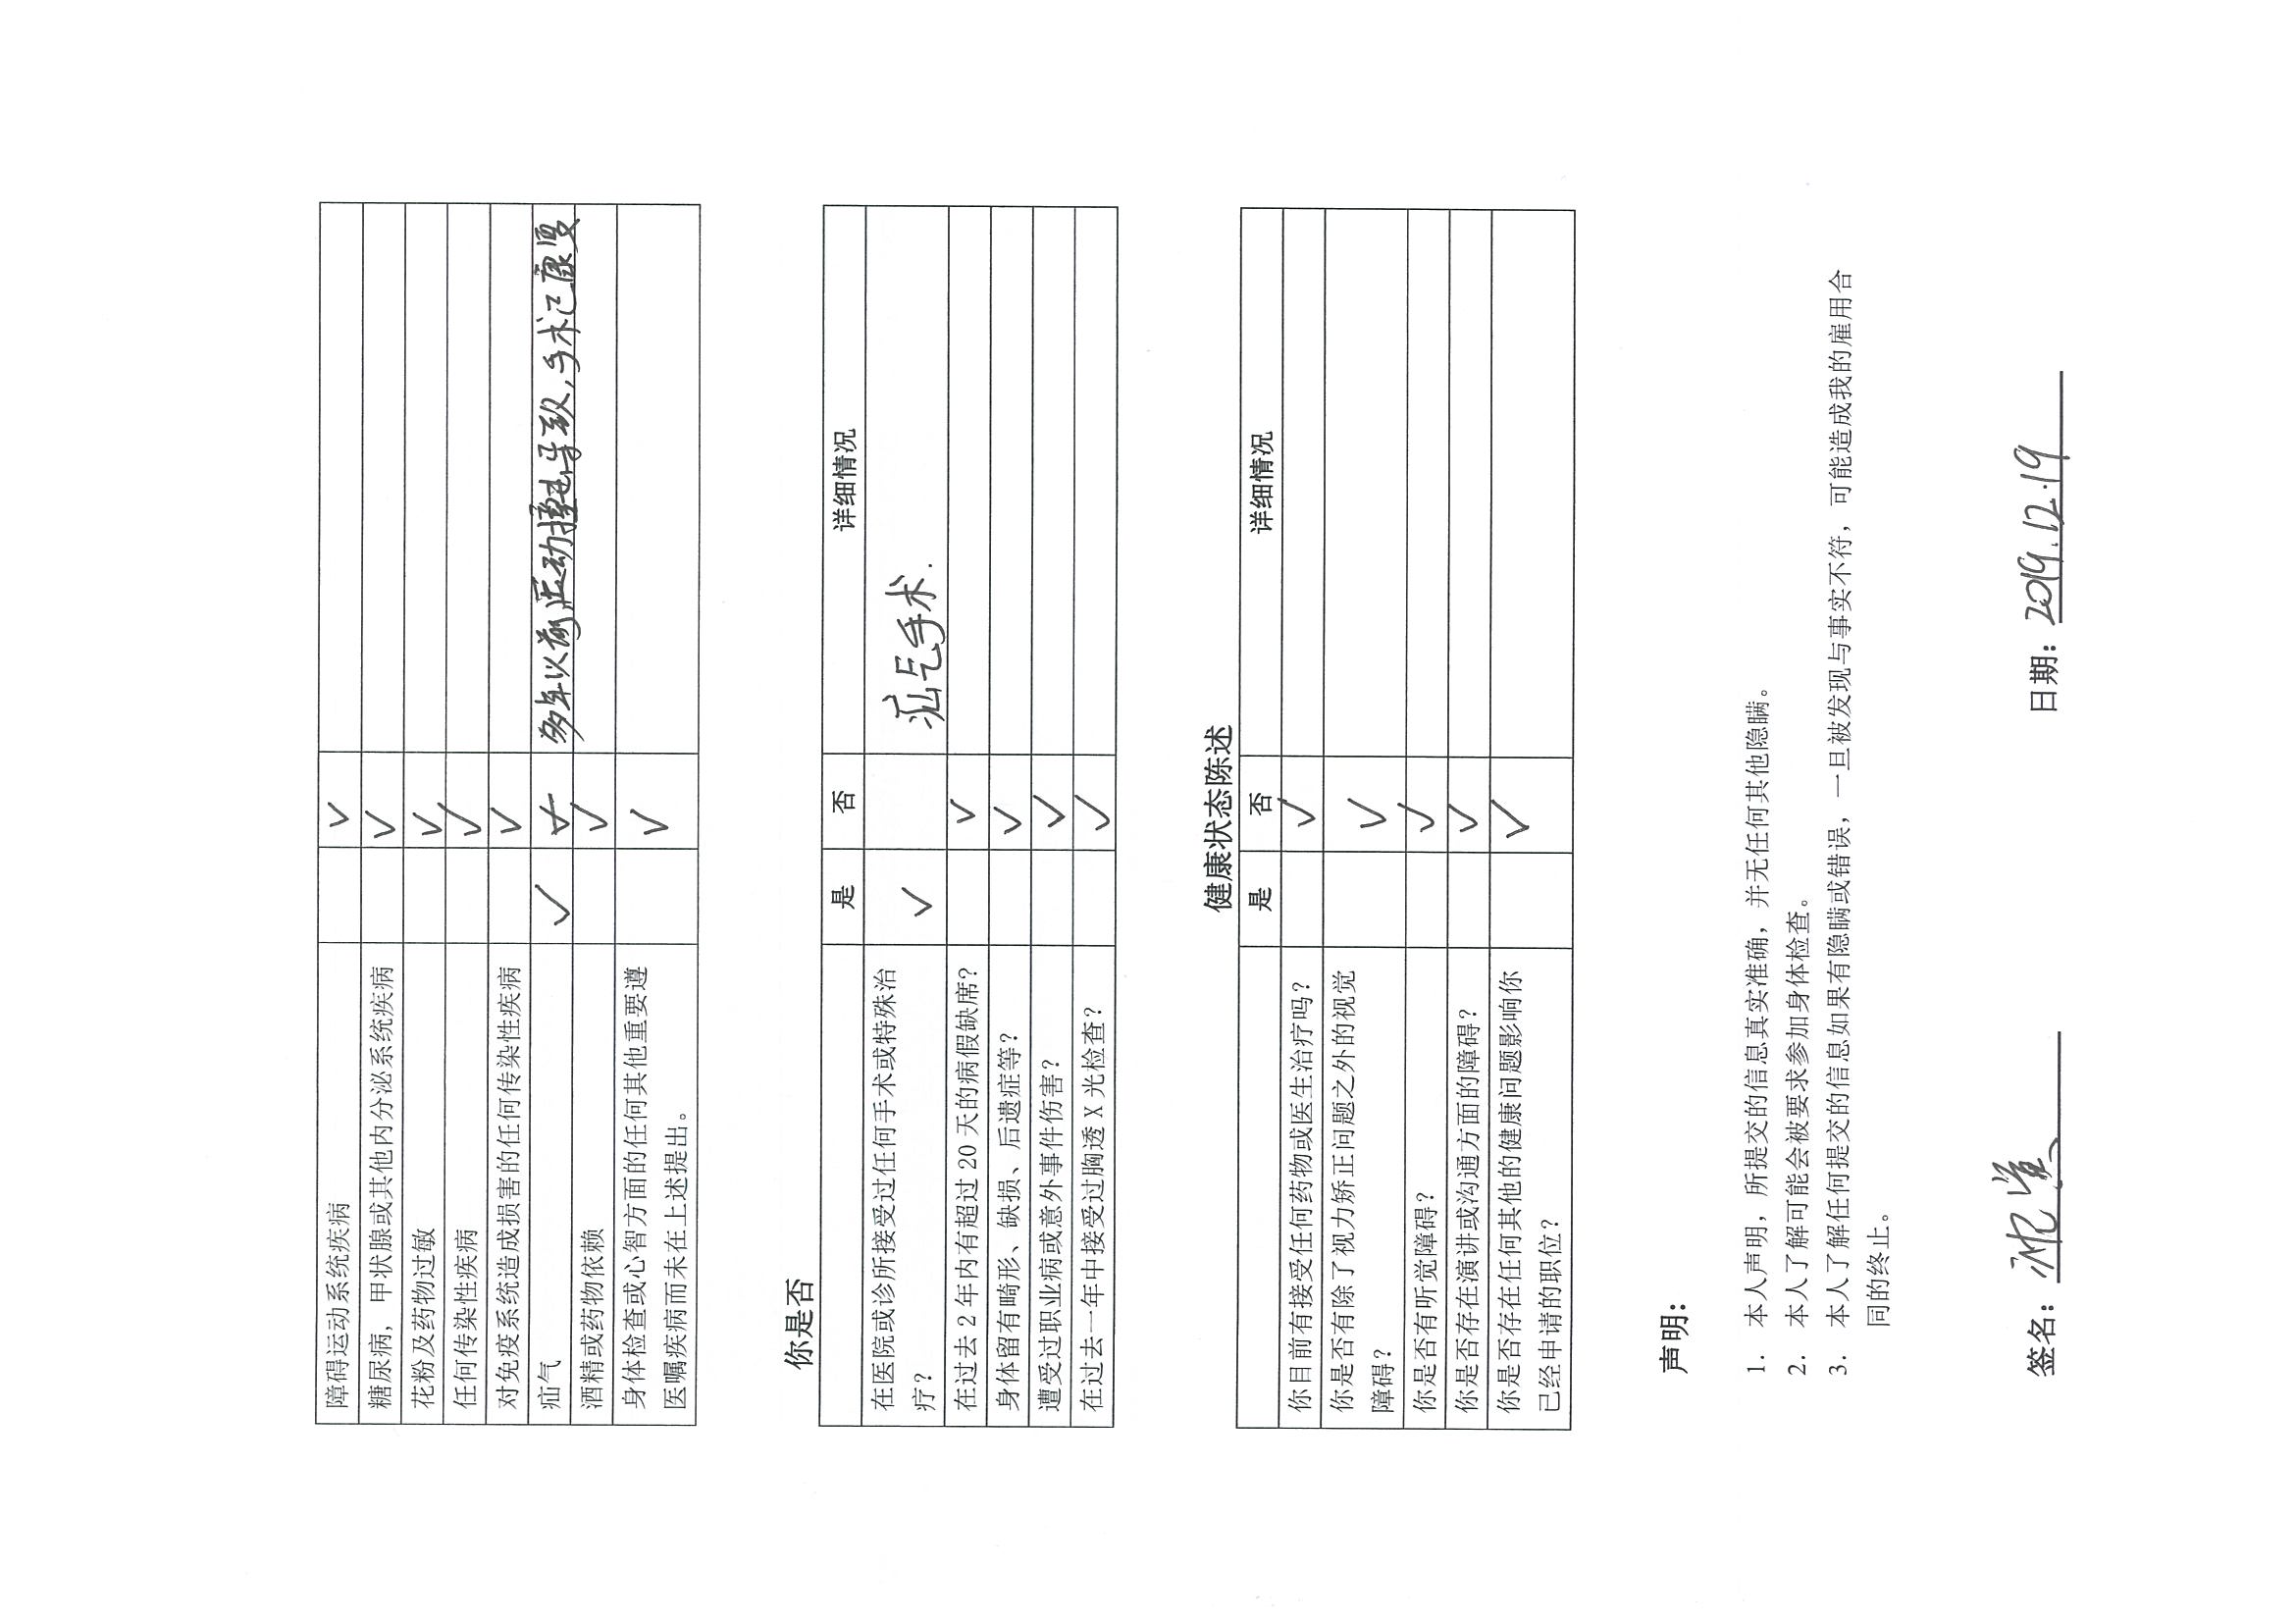 障碍运动系统疾病 ✓
糖尿病，甲状腺或其他内分泌系统疾病 ✓
花粉及药物过敏 ✓
任何传染性疾病 ✓
对免疫系统造成损害的任何传染性疾病 ✓
疝气 ✓ 多年以前,运动撞击导致,手术已康复
酒精或药物依赖 ✓
身体检查或心智方面的任何其他重要遵 ✓
医嘱疾病而未在上述提出。
你是否
是 否 详细情况
在医院或诊所接受过任何手术或特殊治 ✓ 疝气手术.
疗？
在过去 2 年内有超过 20 天的病假缺席？ ✓
身体留有畸形、缺损、后遗症等？ ✓
遭受过职业病或意外事件伤害？ ✓
在过去一年中接受过胸透 X 光检查？ ✓
健康状态陈述
是 否 详细情况
你目前有接受任何药物或医生治疗吗？ ✓
你是否有除了视力矫正问题之外的视觉 ✓
障碍？
你是否有听觉障碍？ ✓
你是否存在演讲或沟通方面的障碍？ ✓
你是否存在任何其他的健康问题影响你 ✓
已经申请的职位？
声明：
1. 本人声明，所提交的信息真实准确，并无任何其他隐瞒。
2. 本人了解可能会被要求参加身体检查。
3. 本人了解任何提交的信息如果有隐瞒或错误，一旦被发现与事实不符，可能造成我的雇用合
同的终止。
签名： 日期：2019.12.19